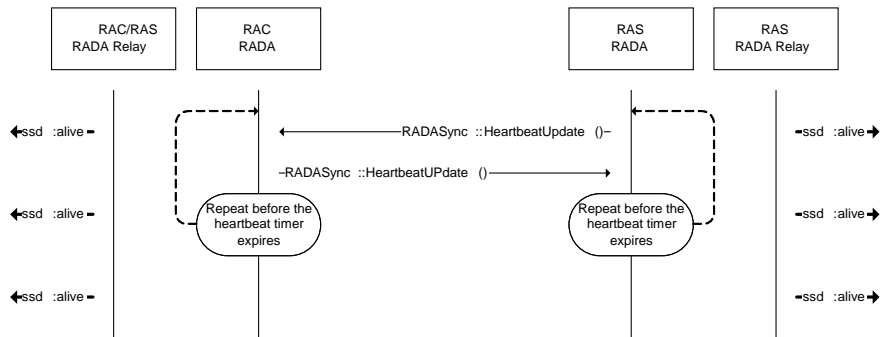 RAC/RAS
RADA Relay
RAC
RADA
RAS
RADA
RAS
RADA Relay
ssd :alive
RADASync ::HeartbeatUpdate ()
ssd :alive
RADASync ::HeartbeatUPdate ()
ssd :alive
Repeat before the
heartbeat timer
expires
Repeat before the
heartbeat timer
expires
ssd :alive
ssd :alive
ssd :alive